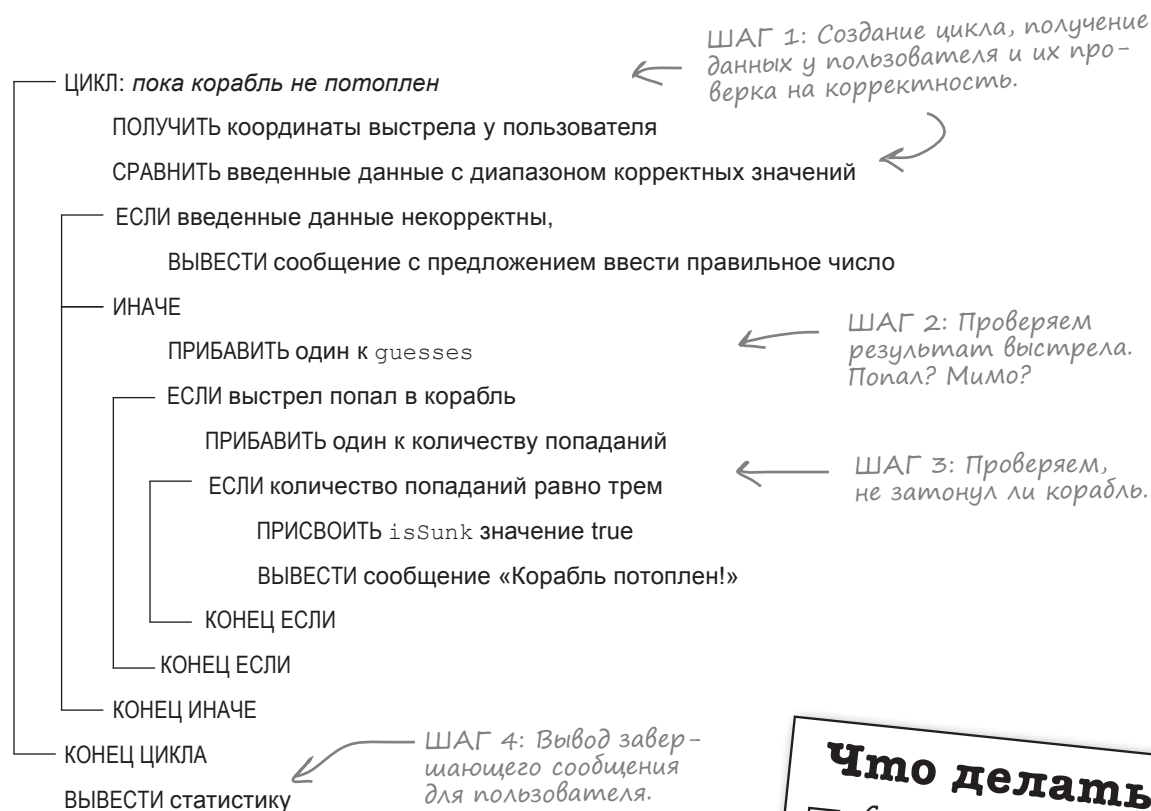 ШАГ 1: Создание цикла, получение
данных у пользователя и их про-
верка на корректность.
ЦИКЛ: пока корабль не потоплен
ПОЛУЧИТЬ координаты выстрела у пользователя
СРАВНИТЬ введенные данные с диапазоном корректных значений
ЕСЛИ введенные данные некорректны,
ВЫВЕСТИ сообщение с предложением ввести правильное число
ИНАЧЕ
ПРИБАВИТЬ один к guesses
ШАГ 2: Проверяем
результат выстрела.
Попал? Мимо?
ЕСЛИ выстрел попал в корабль
ПРИБАВИТЬ один к количеству попаданий
ЕСЛИ количество попаданий равно трем
ШАГ 3: Проверяем,
не затонул ли корабль.
ПРИСВОИТЬ isSunk значение true
ВЫВЕСТИ сообщение «Корабль потоплен!»
КОНЕЦ ЕСЛИ
КОНЕЦ ЕСЛИ
КОНЕЦ ИНАЧЕ
КОНЕЦ ЦИКЛА
ВЫВЕСТИ статистику
ШАГ 4: Вывод завер-
шающего сообщения
для пользователя.
Что делать